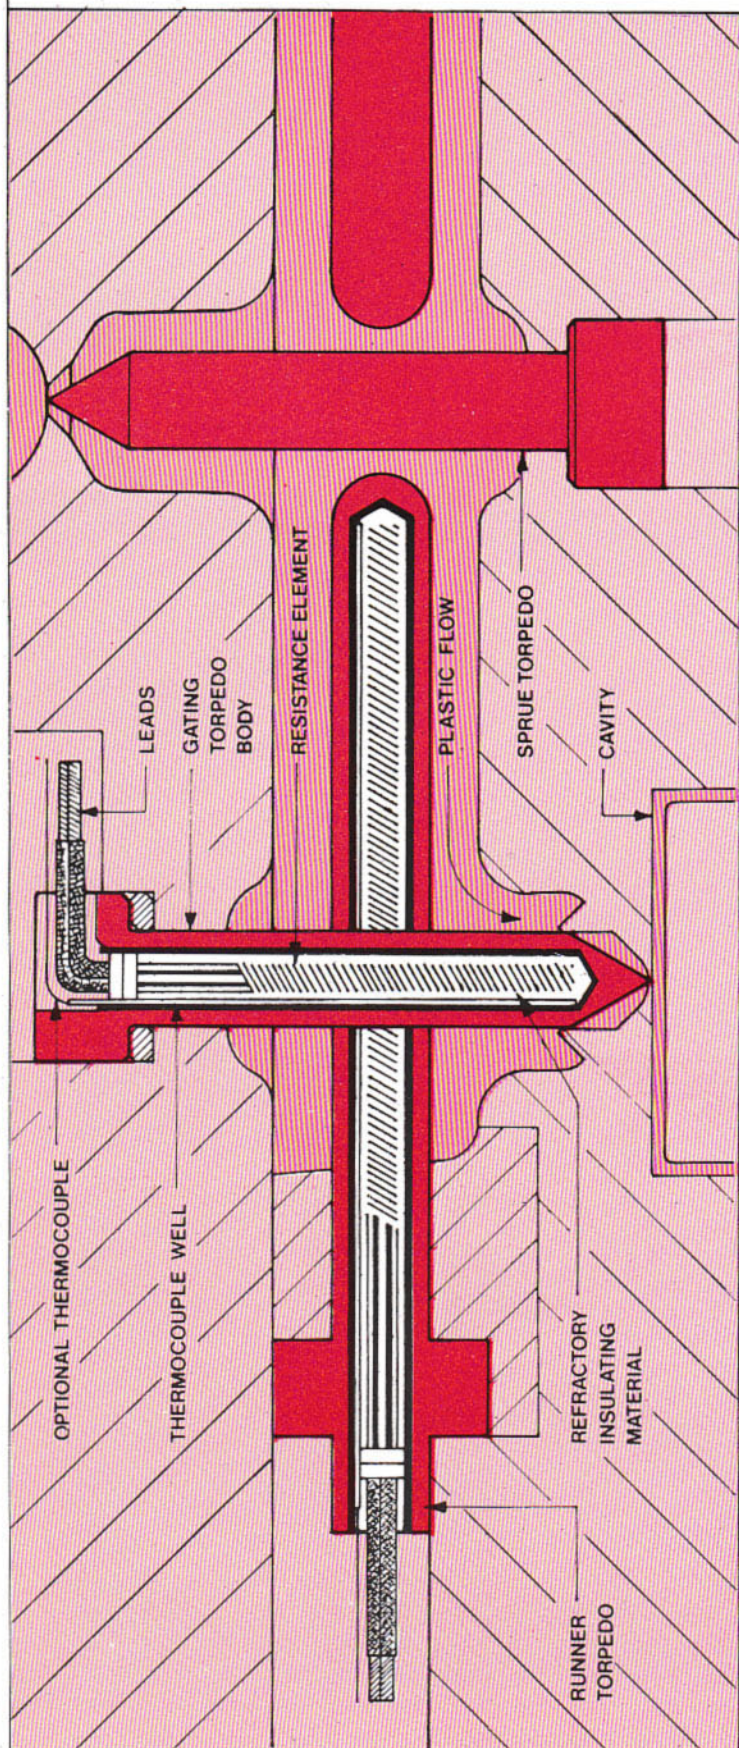 OPTIONAL THERMOCOUPLE
THERMOCOUPLE WELL
LEADS
GATING
TORPEDO
BODY
RESISTANCE ELEMENT
PLASTIC FLOW
SPRUE TORPEDO
CAVITY
REFRACTORY
INSULATING
MATERIAL
RUNNER
TORPEDO